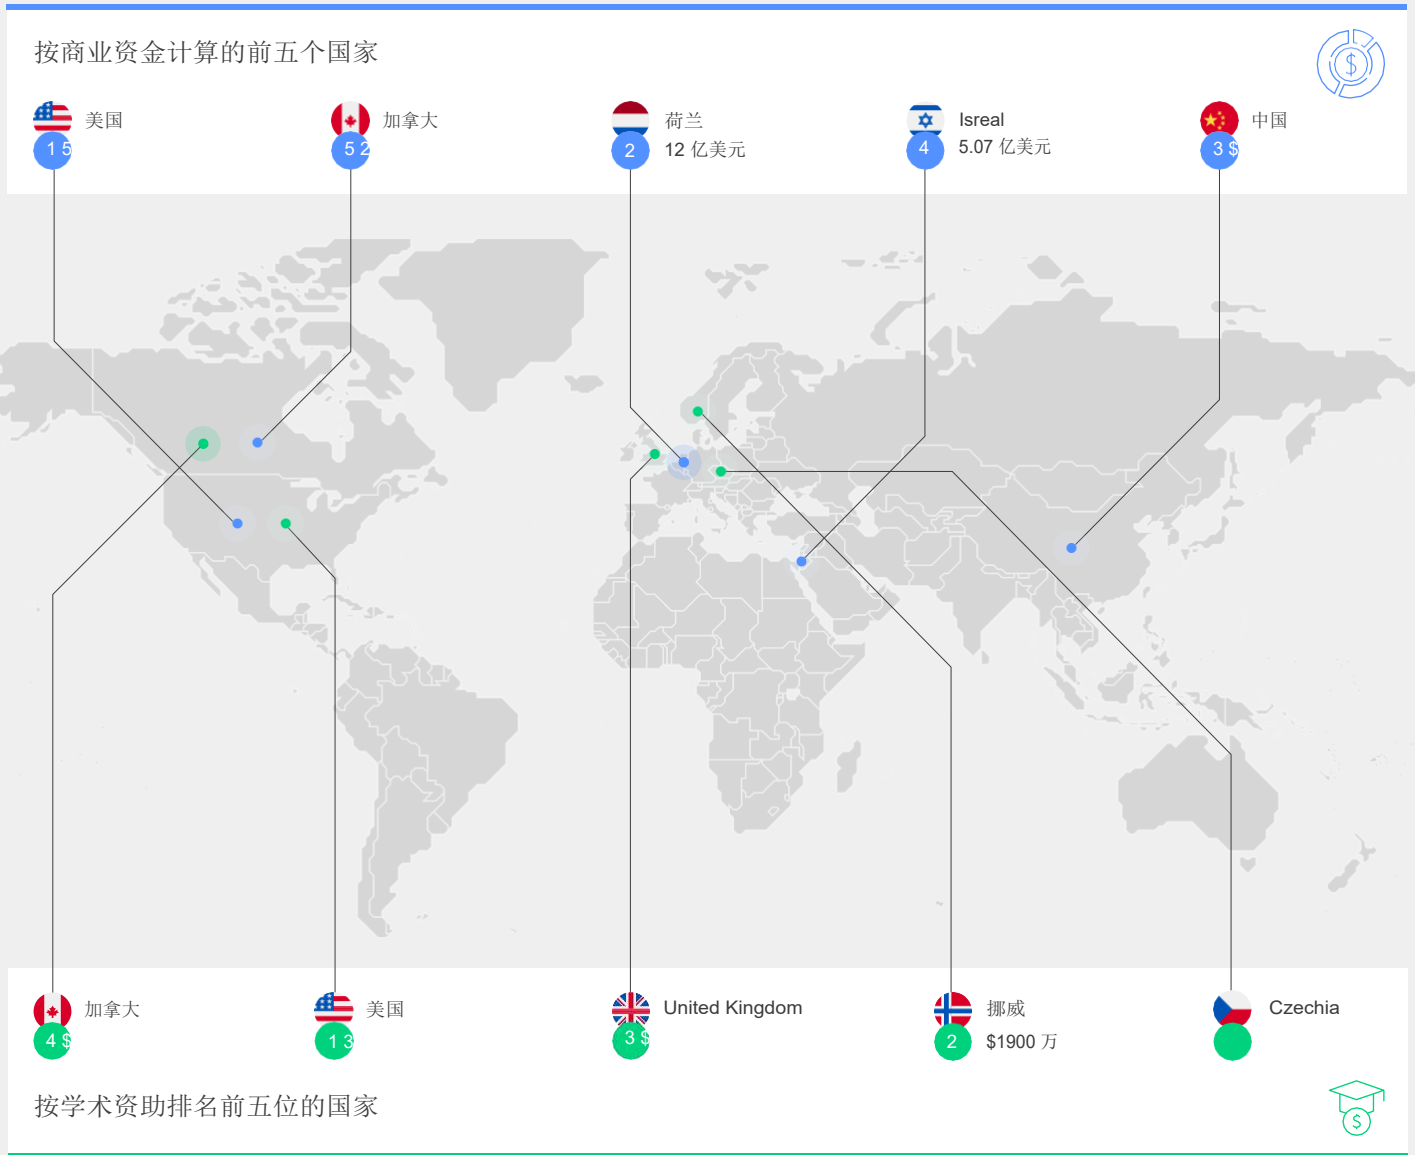 按商业资金计算的前五个国家
美国
1 5
加拿大
5 2
荷兰
2
12 亿美元
Isreal
4
5.07 亿美元
中国
3 $
加拿大
4 $
美国
1 3
United Kingdom
3 $
挪威
2
$1900 万
Czechia
按学术资助排名前五位的国家